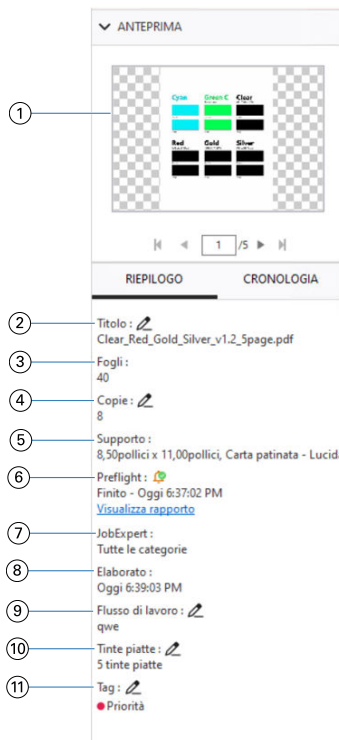 ANTEPRIMA
1
Cyan Green C Clear
Red Gold Silver
1 /5
RIEPILOGO CRONOLOGIA
2 Titolo :
Clear_Red_Gold_Silver_v1.2_5page.pdf
3 Fogli :
40
4 Copie :
8
5 Supporto :
8,50pollici x 11,00pollici, Carta patinata - Lucida
6 Preflight :
Finito - Oggi 6:37:02 PM
Visualizza rapporto
7 JobExpert :
Tutte le categorie
8 Elaborato :
Oggi 6:39:03 PM
9 Flusso di lavoro :
qwe
10 Tinte piatte :
5 tinte piatte
11 Tag :
Priorità